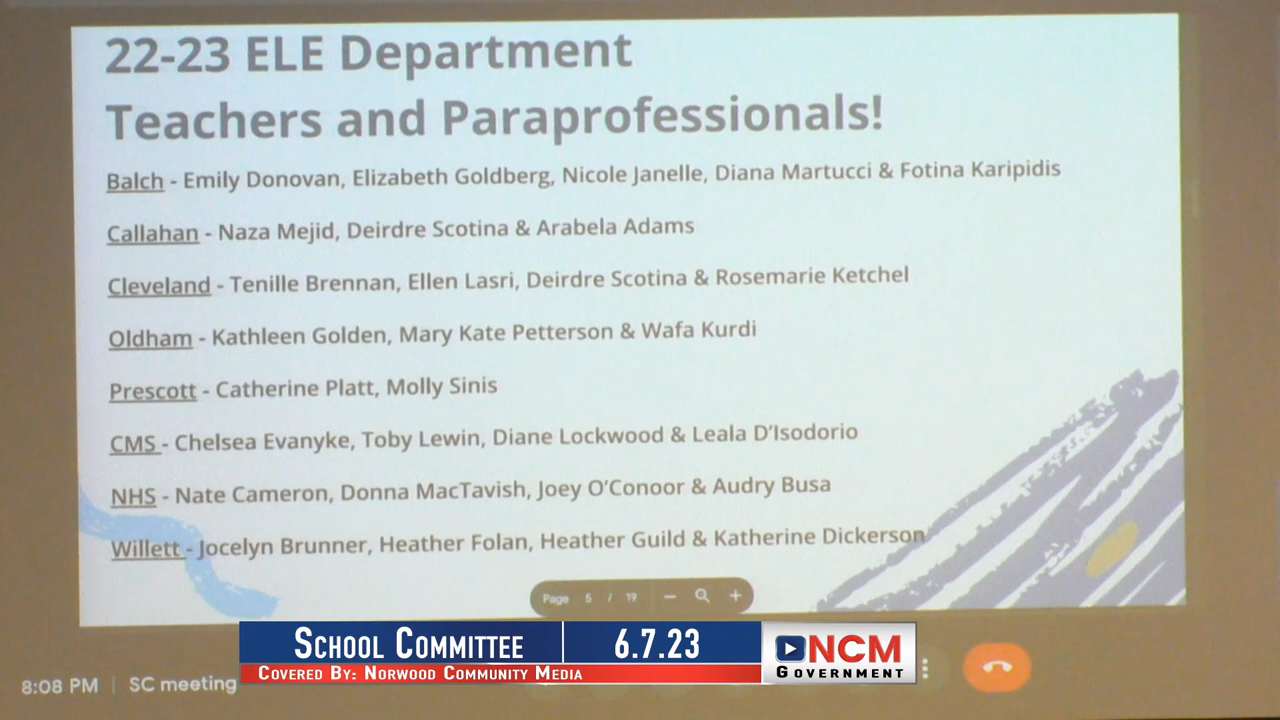 22-23 ELE Department
Teachers and Paraprofessionals!
Balch - Emily Donovan, Elizabeth Goldberg, Nicole Janelle, Diana Martucci & Fotina Karipidis
Callahan - Naza Mejid, Deirdre Scotina & Arabela Adams
Cleveland - Tenille Brennan, Ellen Lasri, Deirdre Scotina & Rosemarie Ketchel
Oldham - Kathleen Golden, Mary Kate Petterson & Wafa Kurdi
Prescott - Catherine Platt, Molly Sinis
CMS - Chelsea Evanyke, Toby Lewin, Diane Lockwood & Leala D'Isodorio
NHS - Nate Cameron, Donna MacTavish, Joey O'Conoor & Audry Busa
Willett - Jocelyn Brunner, Heather Folan, Heather Guild & Katherine Dickerson
Page 5 / 19
SCHOOL COMMITTEE 6.7.23
COVERED BY: NORWOOD COMMUNITY MEDIA
NCM
GOVERNMENT
8:08 PM | SC meeting